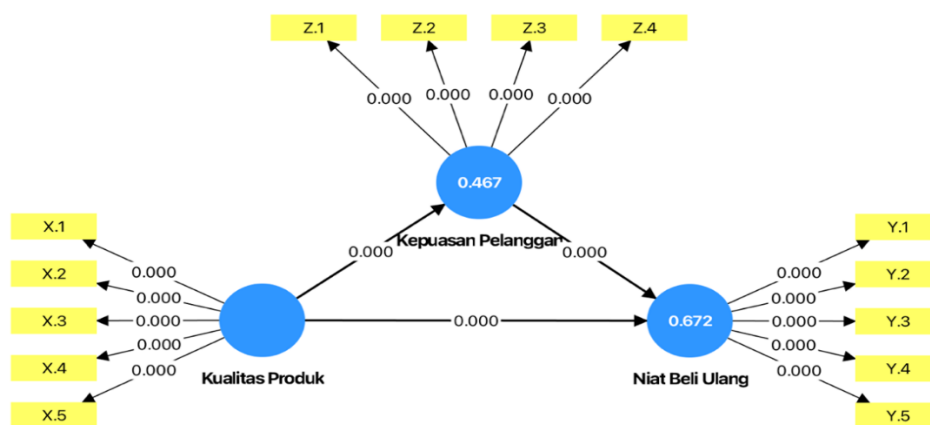 Z.1
Z.2
Z.3
Z.4
0.000
0.000
0.000
0.000
0.467
Kepuasan Pelanggan
X.1
X.2
X.3
X.4
X.5
0.000
0.000
0.000
0.000
0.000
Kualitas Produk
0.000
0.000
0.000
0.672
Niat Beli Ulang
0.000
0.000
0.000
0.000
0.000
Y.1
Y.2
Y.3
Y.4
Y.5